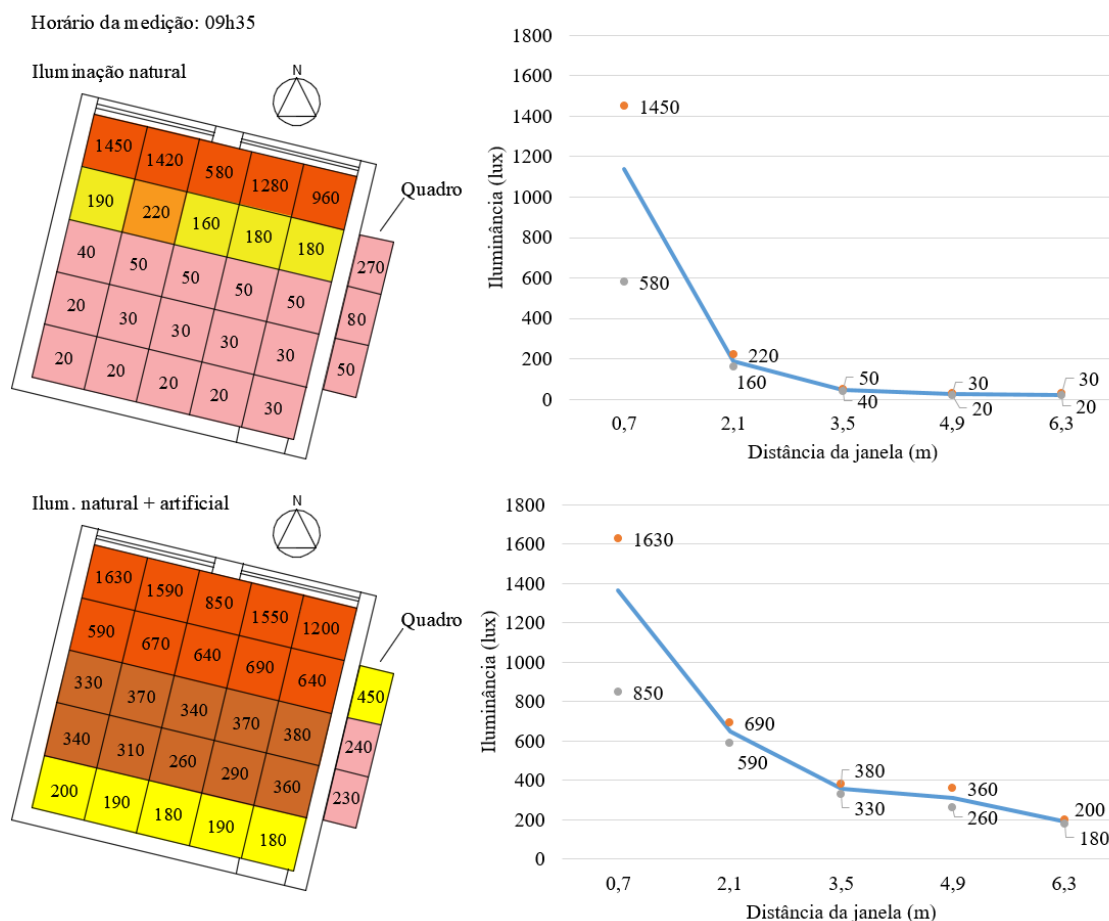 Horário da medição: 09h35
Iluminação natural
N
1450 1420 580 1280 960
190 220 160 180 180
40 50 50 50 50
20 30 30 30 30
20 20 20 20 30
Quadro
270
80
50
Iluminância (lux)
1800
1600
1400
1200
1000
800
600
400
200
0
1450
580
220
160
50
40
30
20
30
20
0,7 2,1 3,5 4,9 6,3
Distância da janela (m)
Ilum. natural + artificial
N
1630 1590 850 1550 1200
590 670 640 690 640
330 370 340 370 380
340 310 260 290 360
200 190 180 190 180
Quadro
450
240
230
Iluminância (lux)
1800
1600
1400
1200
1000
800
600
400
200
0
1630
850
690
590
380
330
360
260
200
180
0,7 2,1 3,5 4,9 6,3
Distância da janela (m)